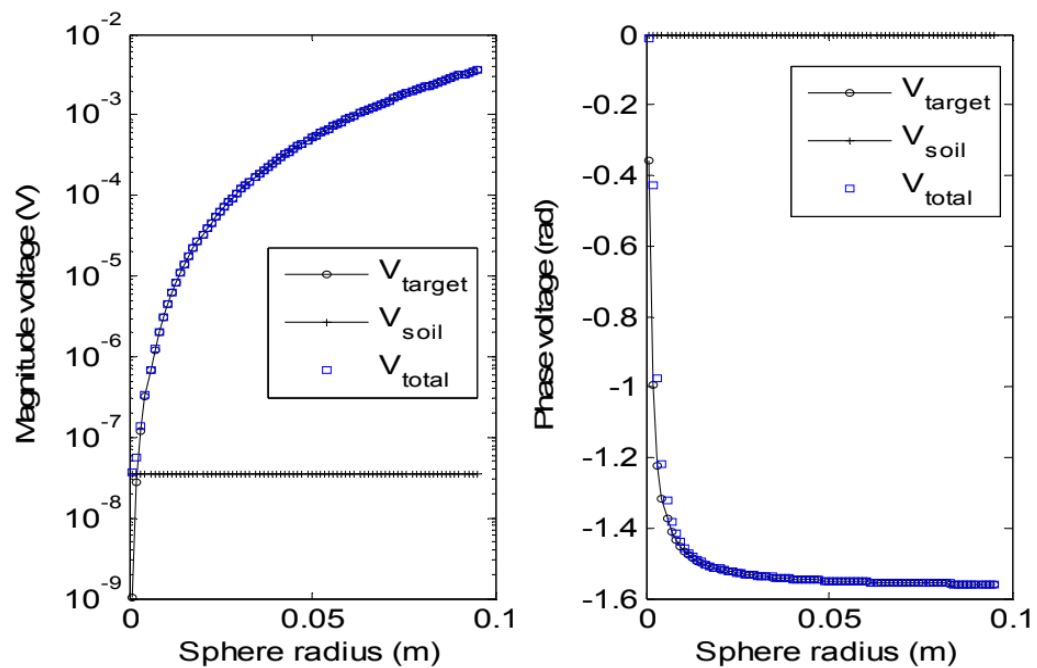 10^-2
10^-3
10^-4
10^-5
10^-6
10^-7
10^-8
10^-9
Magnitude voltage (V)
V_target
V_soil
V_total
0
0.05
0.1
Sphere radius (m)
0
-0.2
-0.4
-0.6
-0.8
-1
-1.2
-1.4
-1.6
Phase voltage (rad)
V_target
V_soil
V_total
0
0.05
0.1
Sphere radius (m)